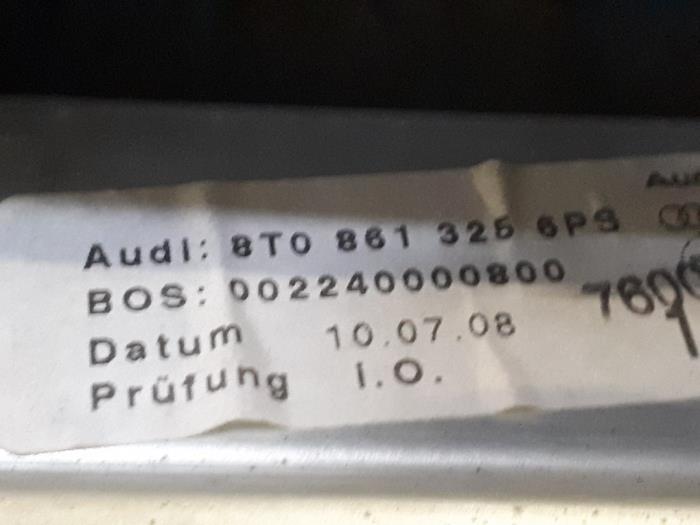 Audi: 8T0 861 325 6PS
BOS: 002240000800
Datum 10.07.08
Prüfung I.O.